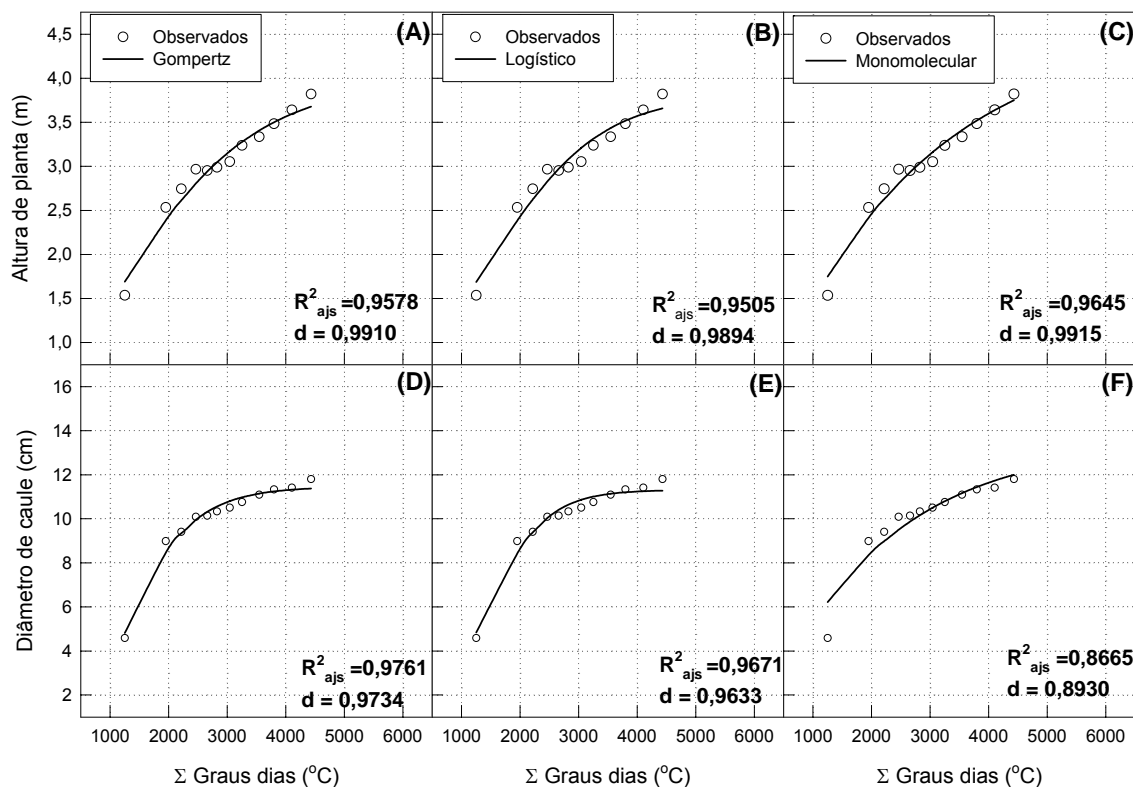 Observados
Gompertz
(A)
Observados
Logístico
(B)
Observados
Monomolecular
(C)
Altura de planta (m)
4,5
4,0
3,5
3,0
2,5
2,0
1,5
1,0
R²ajs =0,9578
d = 0,9910
R²ajs =0,9505
d = 0,9894
R²ajs =0,9645
d = 0,9915
(D)
(E)
(F)
Diâmetro de caule (cm)
16
14
12
10
8
6
4
2
R²ajs =0,9761
d = 0,9734
R²ajs =0,9671
d = 0,9633
R²ajs =0,8665
d = 0,8930
1000 2000 3000 4000 5000 6000
1000 2000 3000 4000 5000 6000
1000 2000 3000 4000 5000 6000
Σ Graus dias (°C)
Σ Graus dias (°C)
Σ Graus dias (°C)